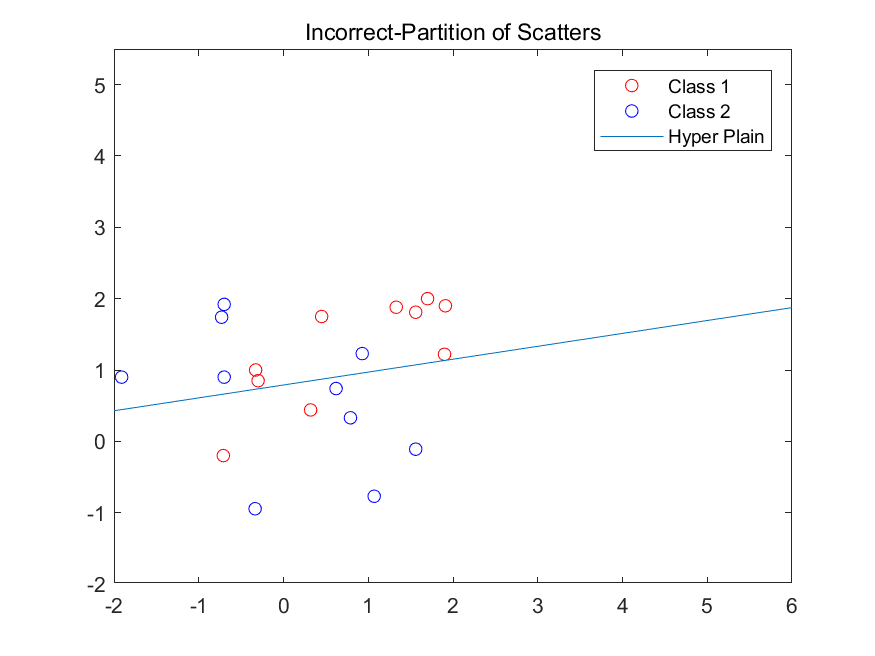 Incorrect-Partition of Scatters
Class 1
Class 2
Hyper Plain
5
4
3
2
1
0
-1
-2
-2 -1 0 1 2 3 4 5 6